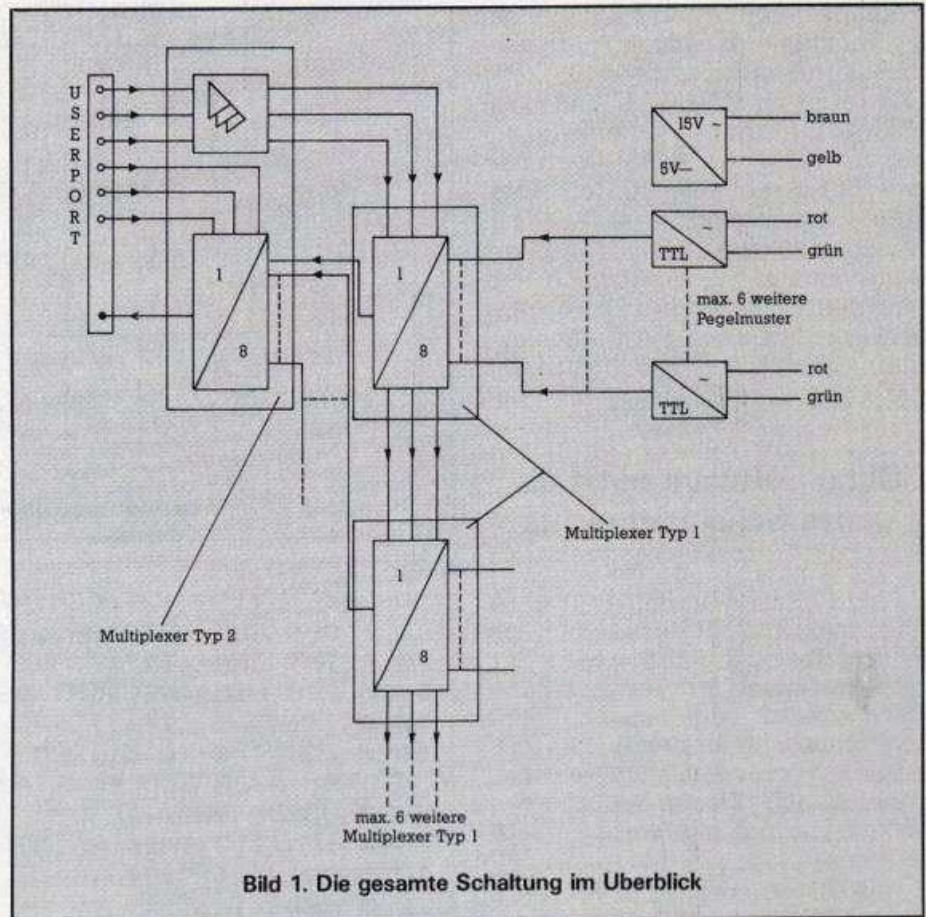 USERPORT
15V ~
5V—
braun
gelb
~
TTL
rot
grün
max. 6 weitere
Pegelmuster
~
TTL
rot
grün
1
8
1
8
Multiplexer Typ 1
1
8
Multiplexer Typ 2
max. 6 weitere
Multiplexer Typ 1
Bild 1. Die gesamte Schaltung im Uberblick